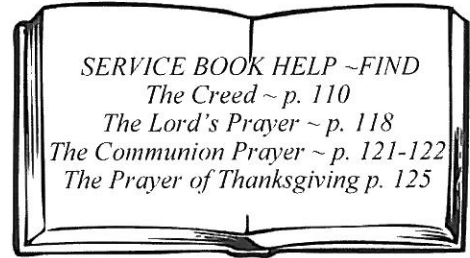 SERVICE BOOK HELP ~FIND
The Creed ~ p. 110
The Lord's Prayer ~ p. 118
The Communion Prayer ~ p. 121-122
The Prayer of Thanksgiving p. 125